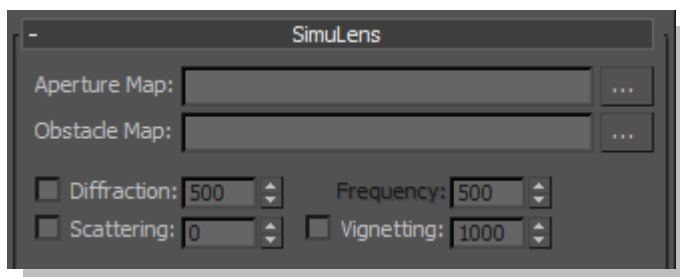 - SimuLens
Aperture Map: ...
Obstacle Map: ...
Diffraction: 500 Frequency: 500
Scattering: 0 Vignetting: 1000